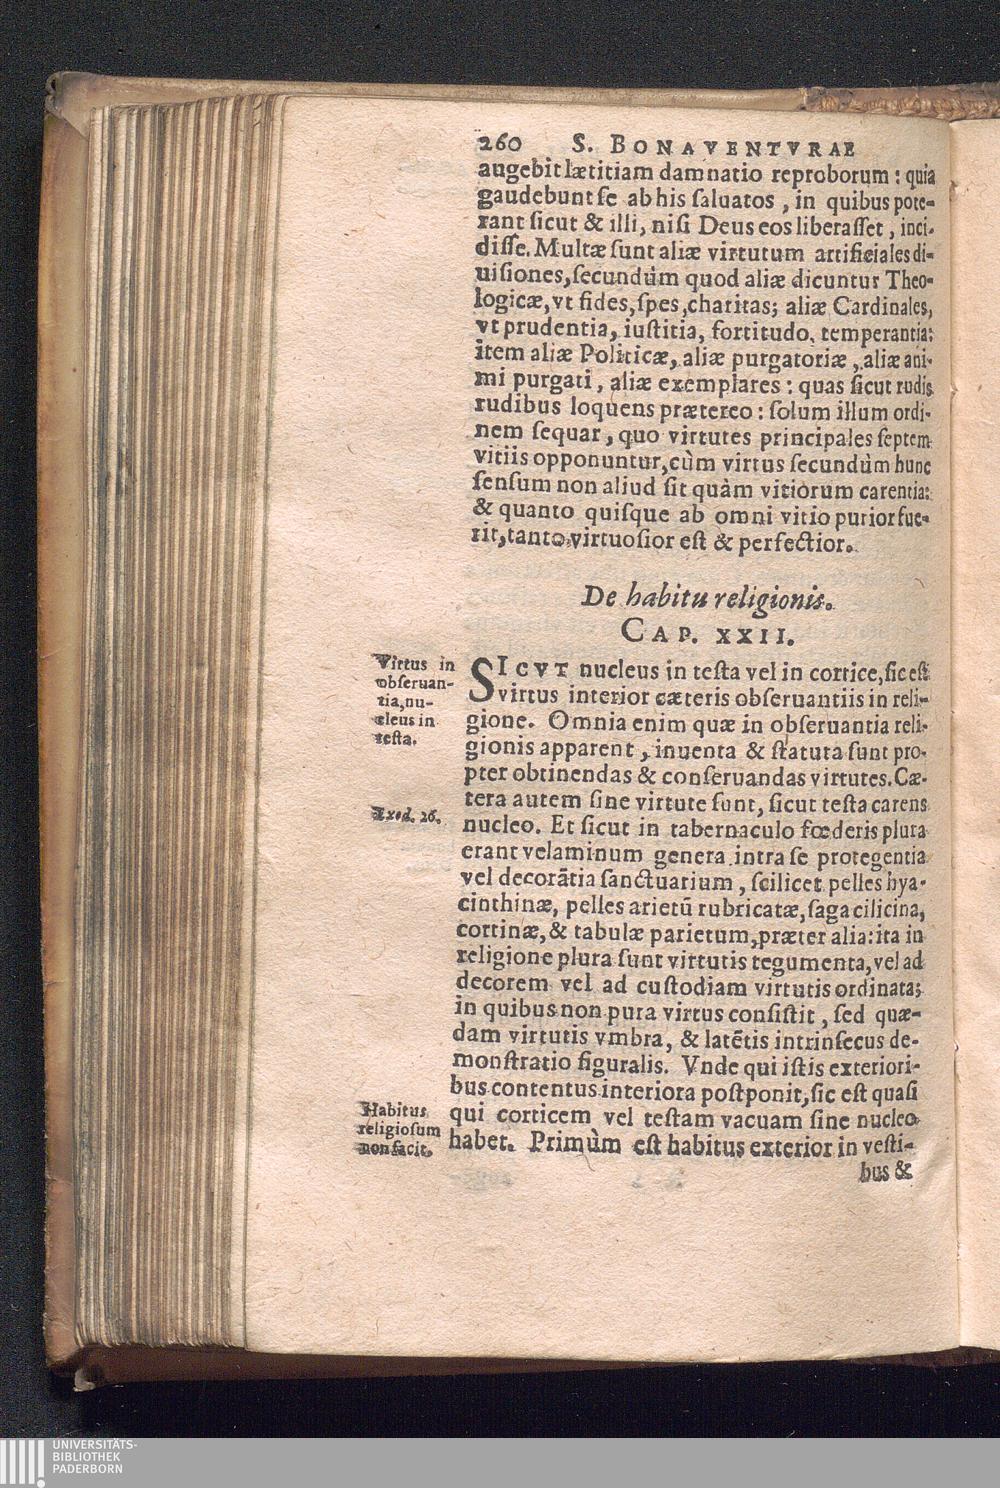 260 S. BONAVENTVRAE
augebit lætitiam damnatio reproborum : quia
gaudebunt se ab his saluatos , in quibus pote-
rant sicut & illi, nisi Deus eos liberasset , inci-
disse. Multæ sunt aliæ virtutum artificiales di-
uisiones, secundùm quod aliæ dicuntur Theo-
logicæ, vt fides, spes, charitas; aliæ Cardinales,
vt prudentia, iustitia, fortitudo, temperantia:
item aliæ Politicæ, aliæ purgatoriæ , aliæ ani-
mi purgati , aliæ exemplares : quas sicut rudis
rudibus loquens prætereo : solum illum ordi-
nem sequar , quo virtutes principales septem
vitiis opponuntur, cùm virtus secundùm hunc
sensum non aliud sit quàm vitiorum carentia:
& quanto quisque ab omni vitio purior fue-
rit, tanto virtuosior est & perfectior.
De habitu religionis.
CAP. XXII.
Virtus in
obseruan-
tia, nu-
cleus in
testa.
SICVT nucleus in testa vel in cortice, sic est
virtus interior cæteris obseruantiis in reli-
gione. Omnia enim quæ in obseruantia reli-
gionis apparent , inuenta & statuta sunt pro-
pter obtinendas & conseruandas virtutes. Cæ-
tera autem sine virtute sunt, sicut testa carens
Exod. 26.
nucleo. Et sicut in tabernaculo fœderis plura
erant velaminum genera intra se protegentia
vel decorātia sanctuarium , scilicet pelles hya-
cinthinæ, pelles arietū rubricatæ, saga cilicina,
cortinæ, & tabulæ parietum, præter alia: ita in
religione plura sunt virtutis tegumenta, vel ad
decorem vel ad custodiam virtutis ordinata;
in quibus non pura virtus consistit , sed quæ-
dam virtutis vmbra, & latētis intrinsecus de-
monstratio figuralis. Vnde qui istis exteriori-
bus contentus interiora postponit, sic est quasi
Habitus
religiosum
non facit.
qui corticem vel testam vacuam sine nucleo
habet. Primùm est habitus exterior in vesti-
bus &
UNIVERSITÄTS-
BIBLIOTHEK
PADERBORN